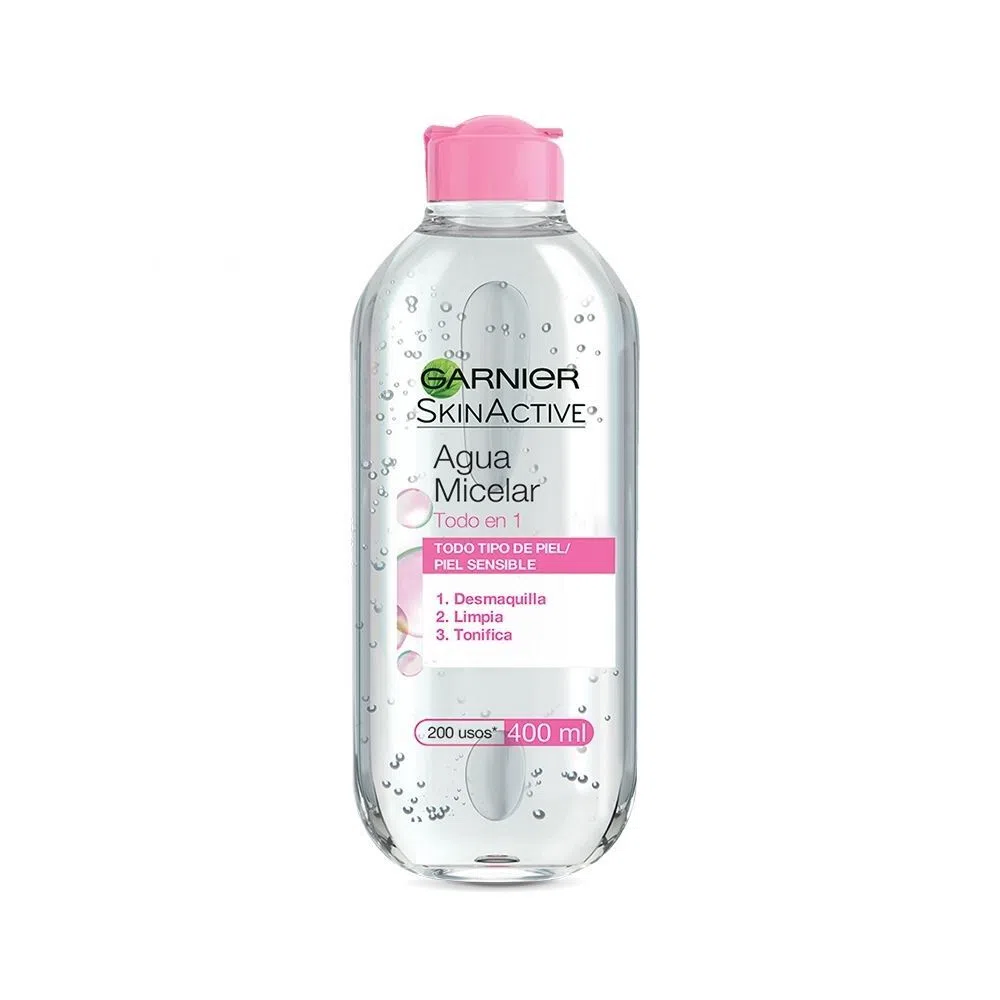 GARNIER
SKINACTIVE
Agua
Micelar
Todo en 1
TODO TIPO DE PIEL/
PIEL SENSIBLE
1. Desmaquilla
2. Limpia
3. Tonifica
200 usos* 400 ml